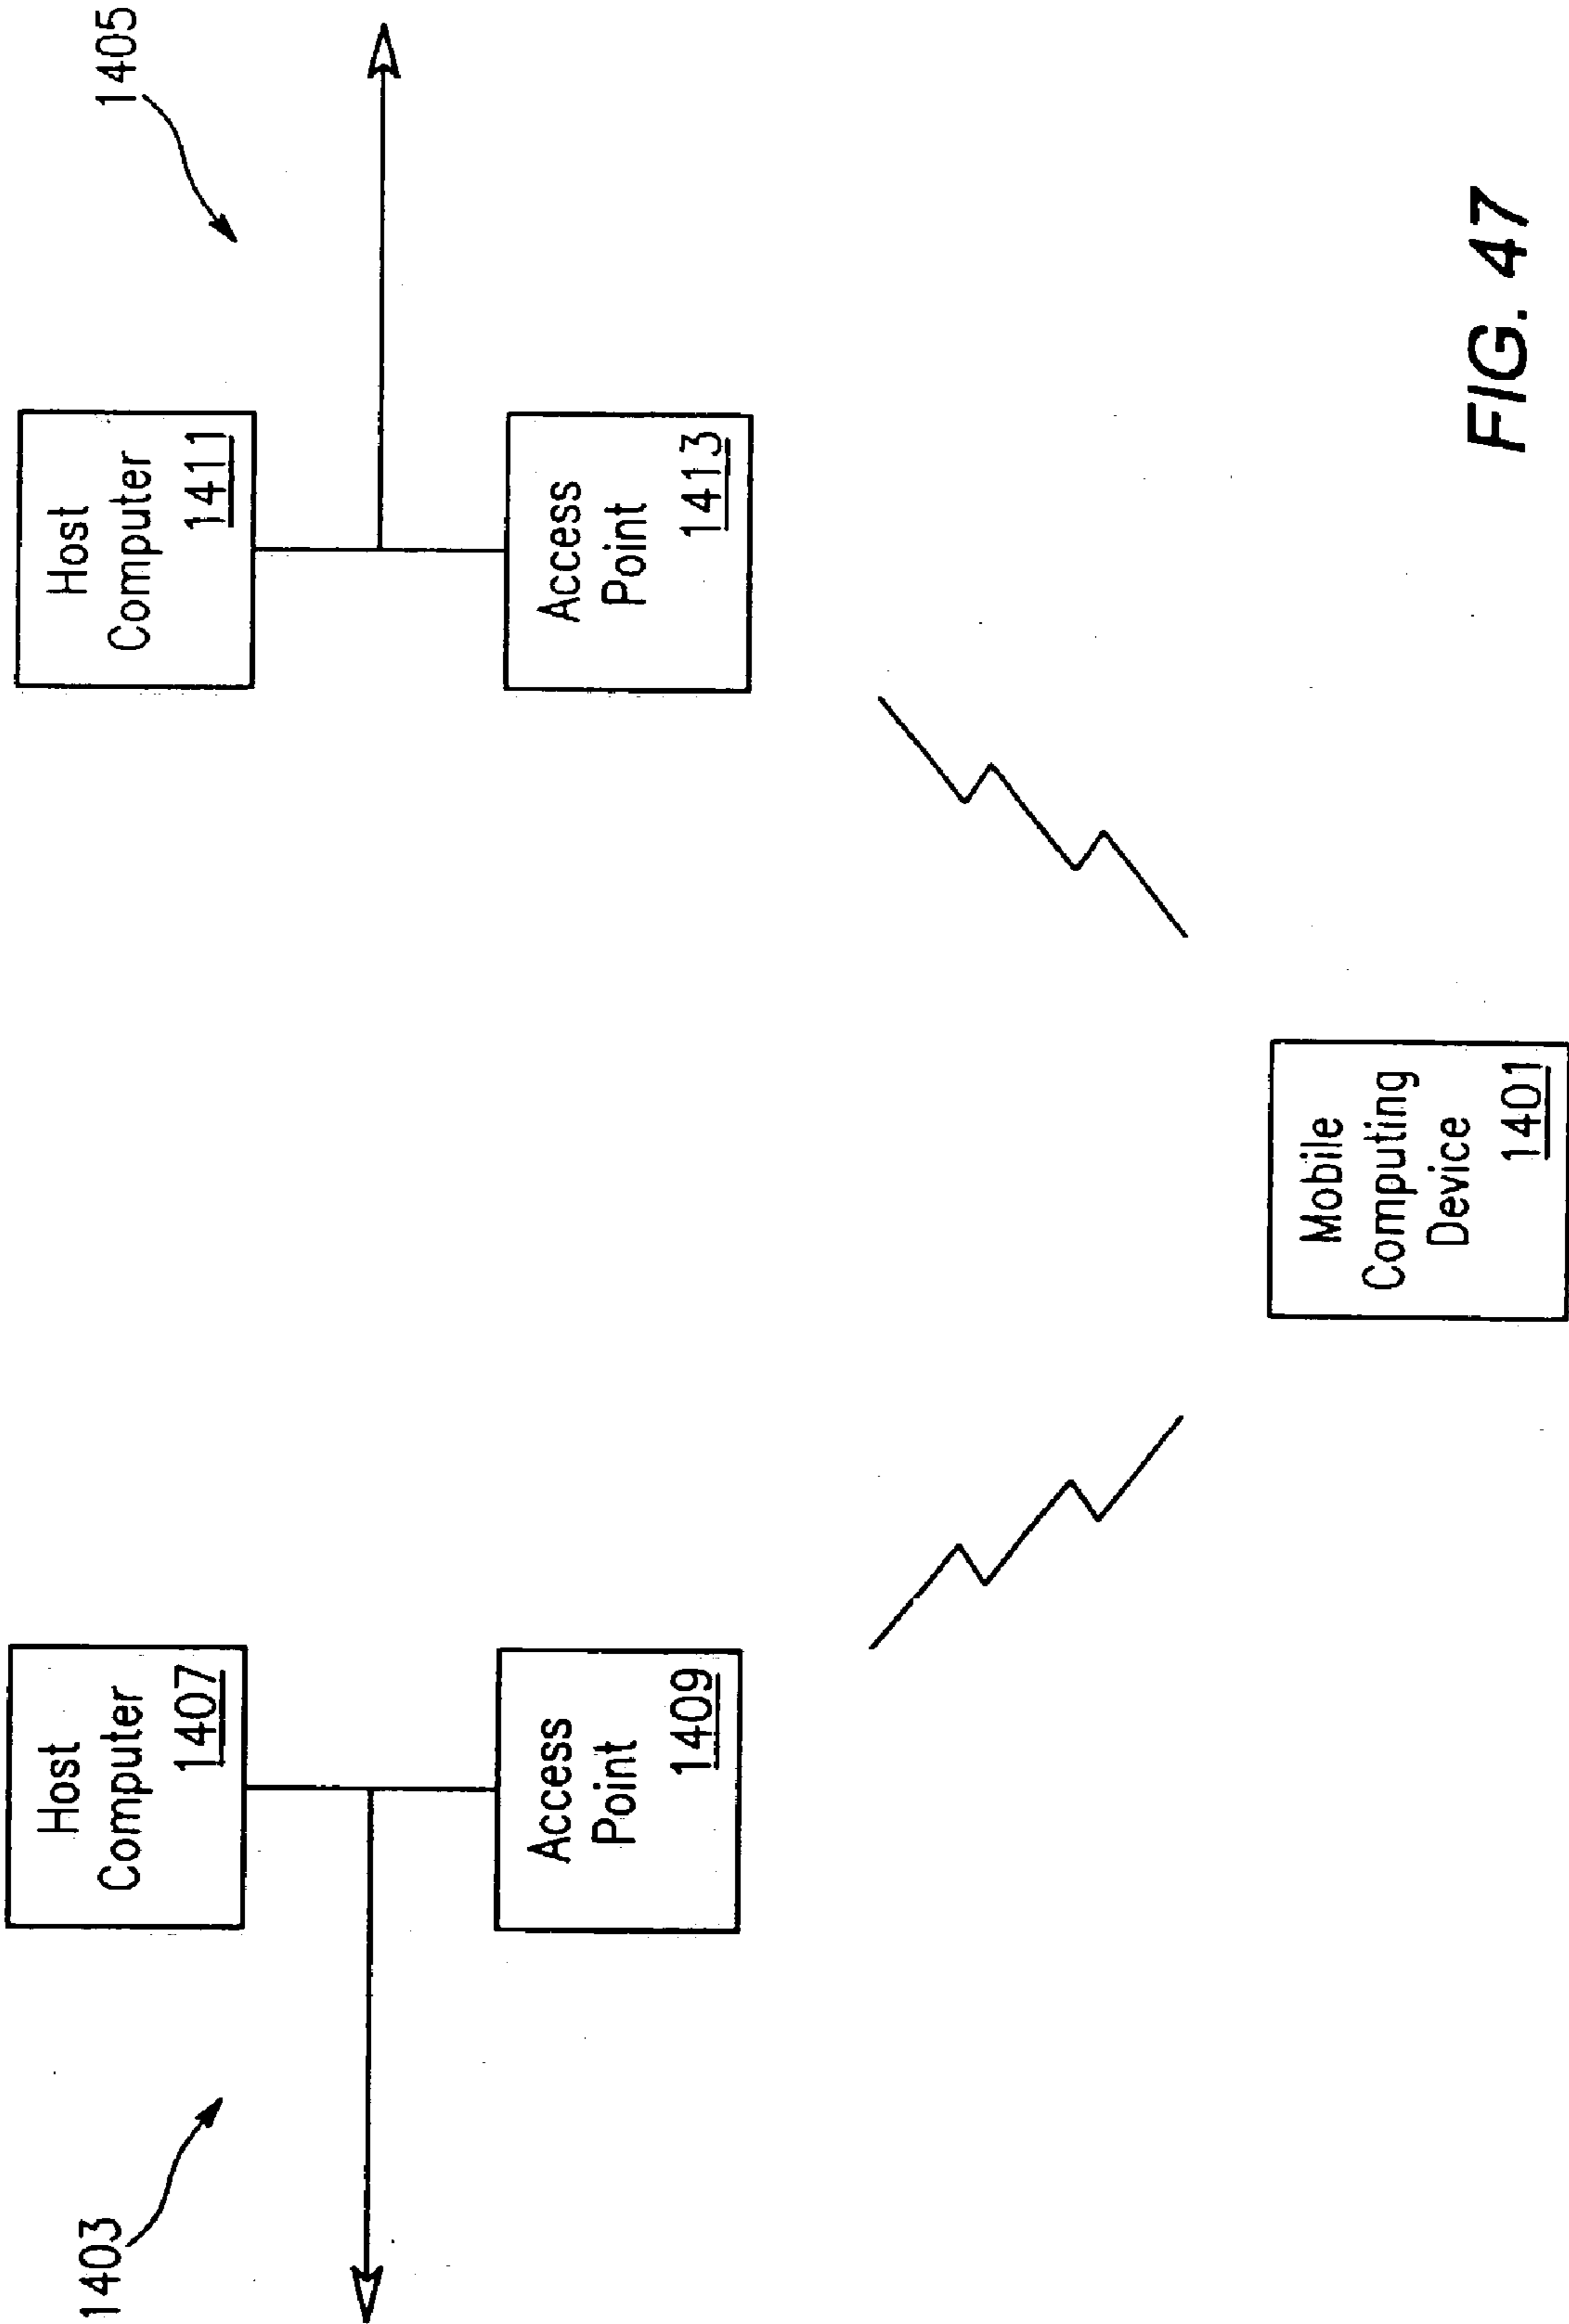 1403
1405
Host
Computer
1407
Host
Computer
1411
Access
Point
1409
Access
Point
1413
Mobile
Computing
Device
1401
FIG. 47